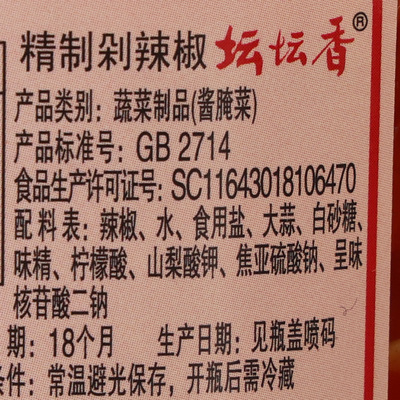 精制剁辣椒 坛坛香®
产品类别: 蔬菜制品(酱腌菜)
产品标准号: GB 2714
食品生产许可证号: SC11643018106470
配料表: 辣椒、水、食用盐、大蒜、白砂糖、
味精、柠檬酸、山梨酸钾、焦亚硫酸钠、呈味
核苷酸二钠
期: 18个月 生产日期: 见瓶盖喷码
条件: 常温避光保存, 开瓶后需冷藏